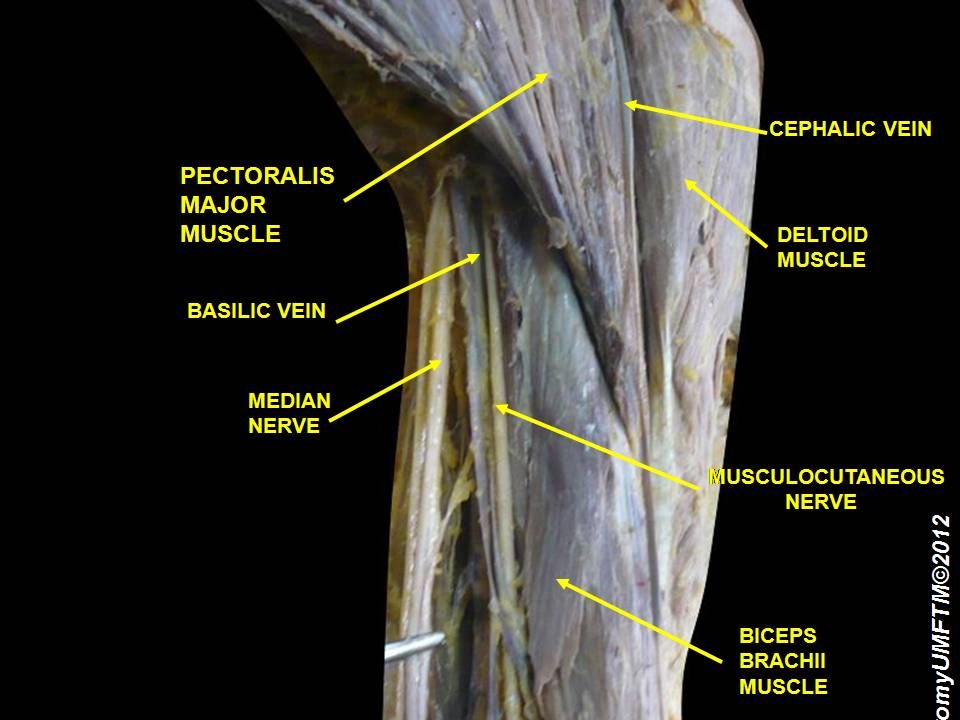 CEPHALIC VEIN
PECTORALIS
MAJOR
MUSCLE
DELTOID
MUSCLE
BASILIC VEIN
MEDIAN
NERVE
MUSCULOCUTANEOUS
NERVE
BICEPS
BRACHII
MUSCLE
omyUMFTM©2012